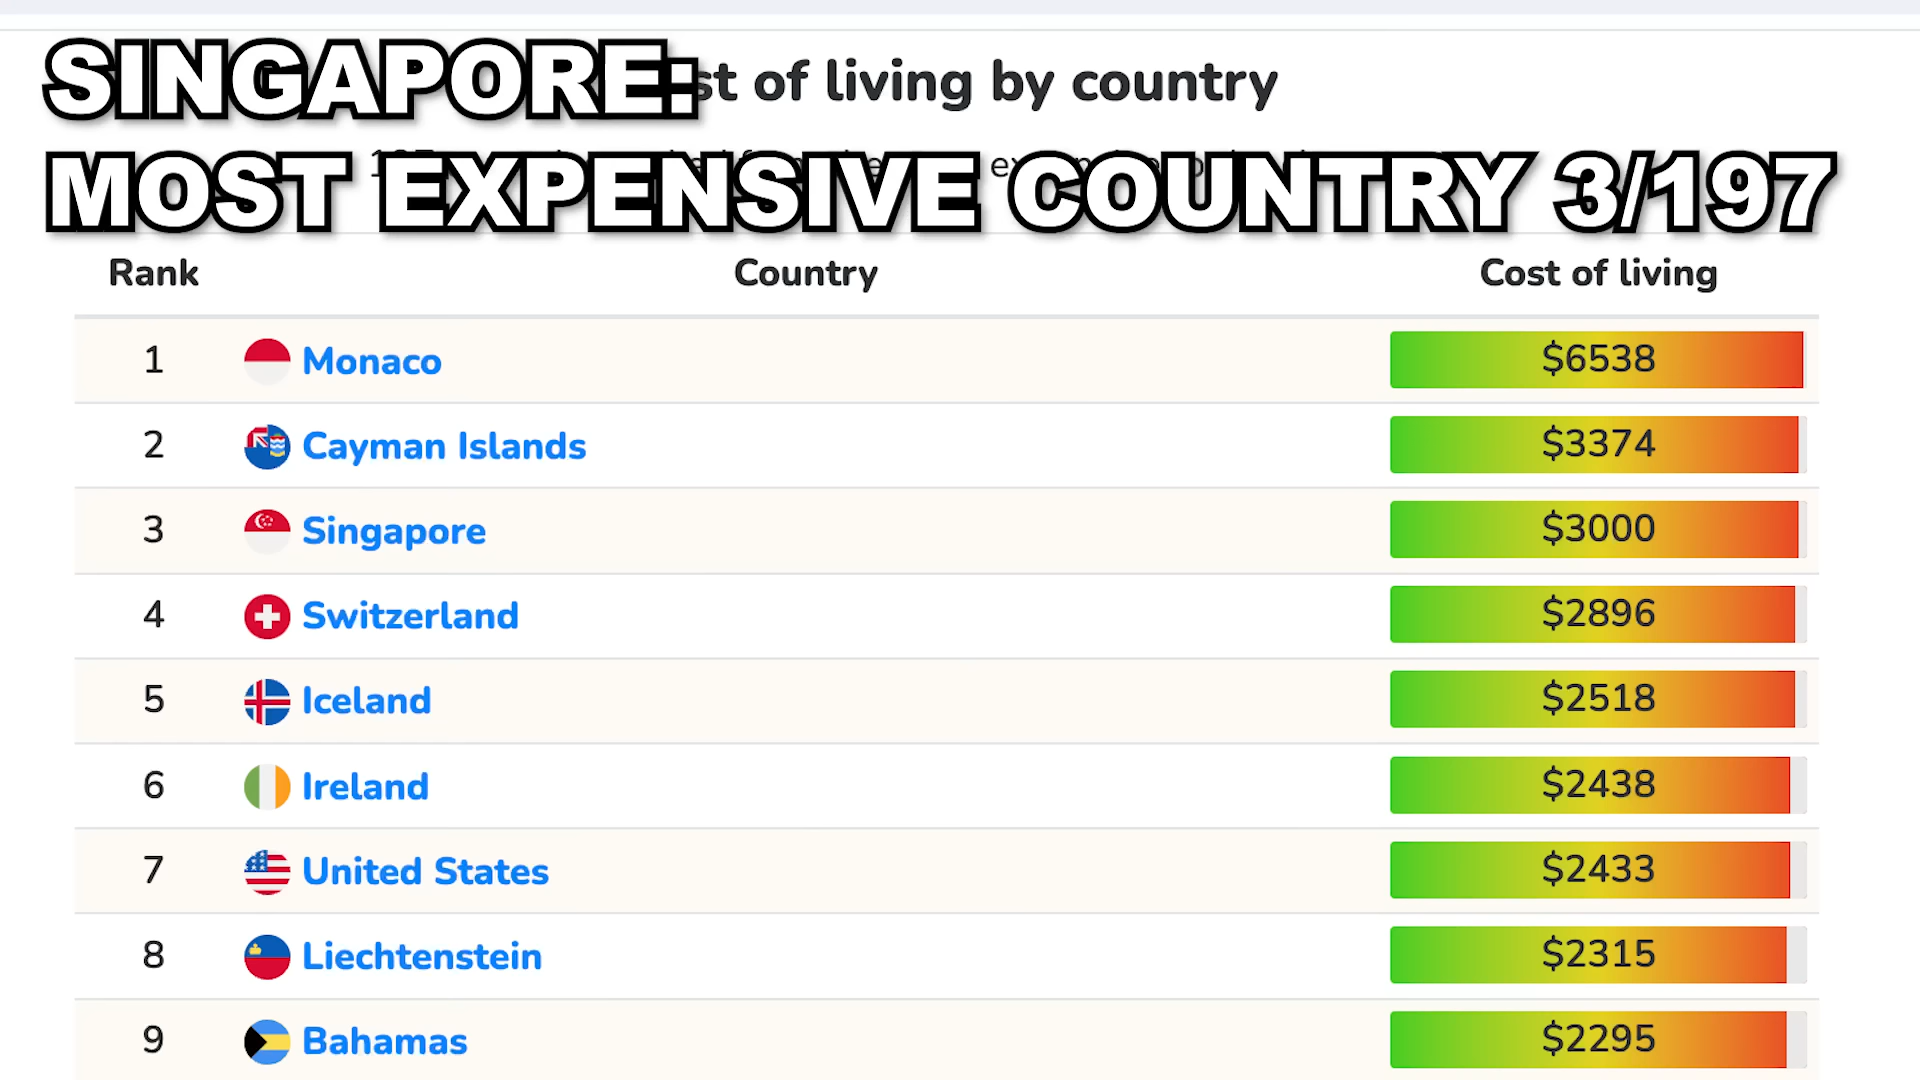 SINGAPORE:
st of living by country
MOST EXPENSIVE COUNTRY 3/197
Rank Country Cost of living
1 Monaco $6538
2 Cayman Islands $3374
3 Singapore $3000
4 Switzerland $2896
5 Iceland $2518
6 Ireland $2438
7 United States $2433
8 Liechtenstein $2315
9 Bahamas $2295